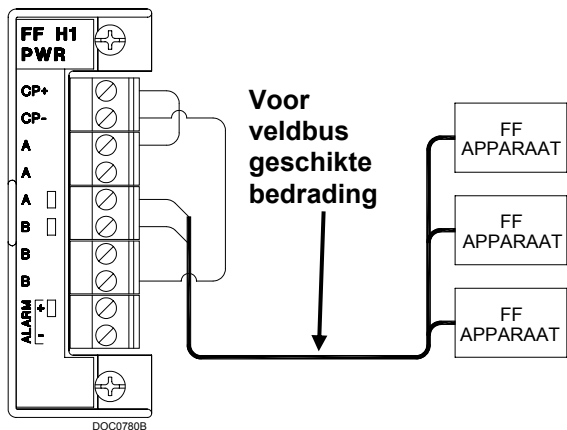 FF H1
PWR
CP+
CP-
A
A
A
B
B
B
ALARM + -
DOC0780B
Voor
veldbus
geschikte
bedrading
FF
APPARAAT
FF
APPARAAT
FF
APPARAAT